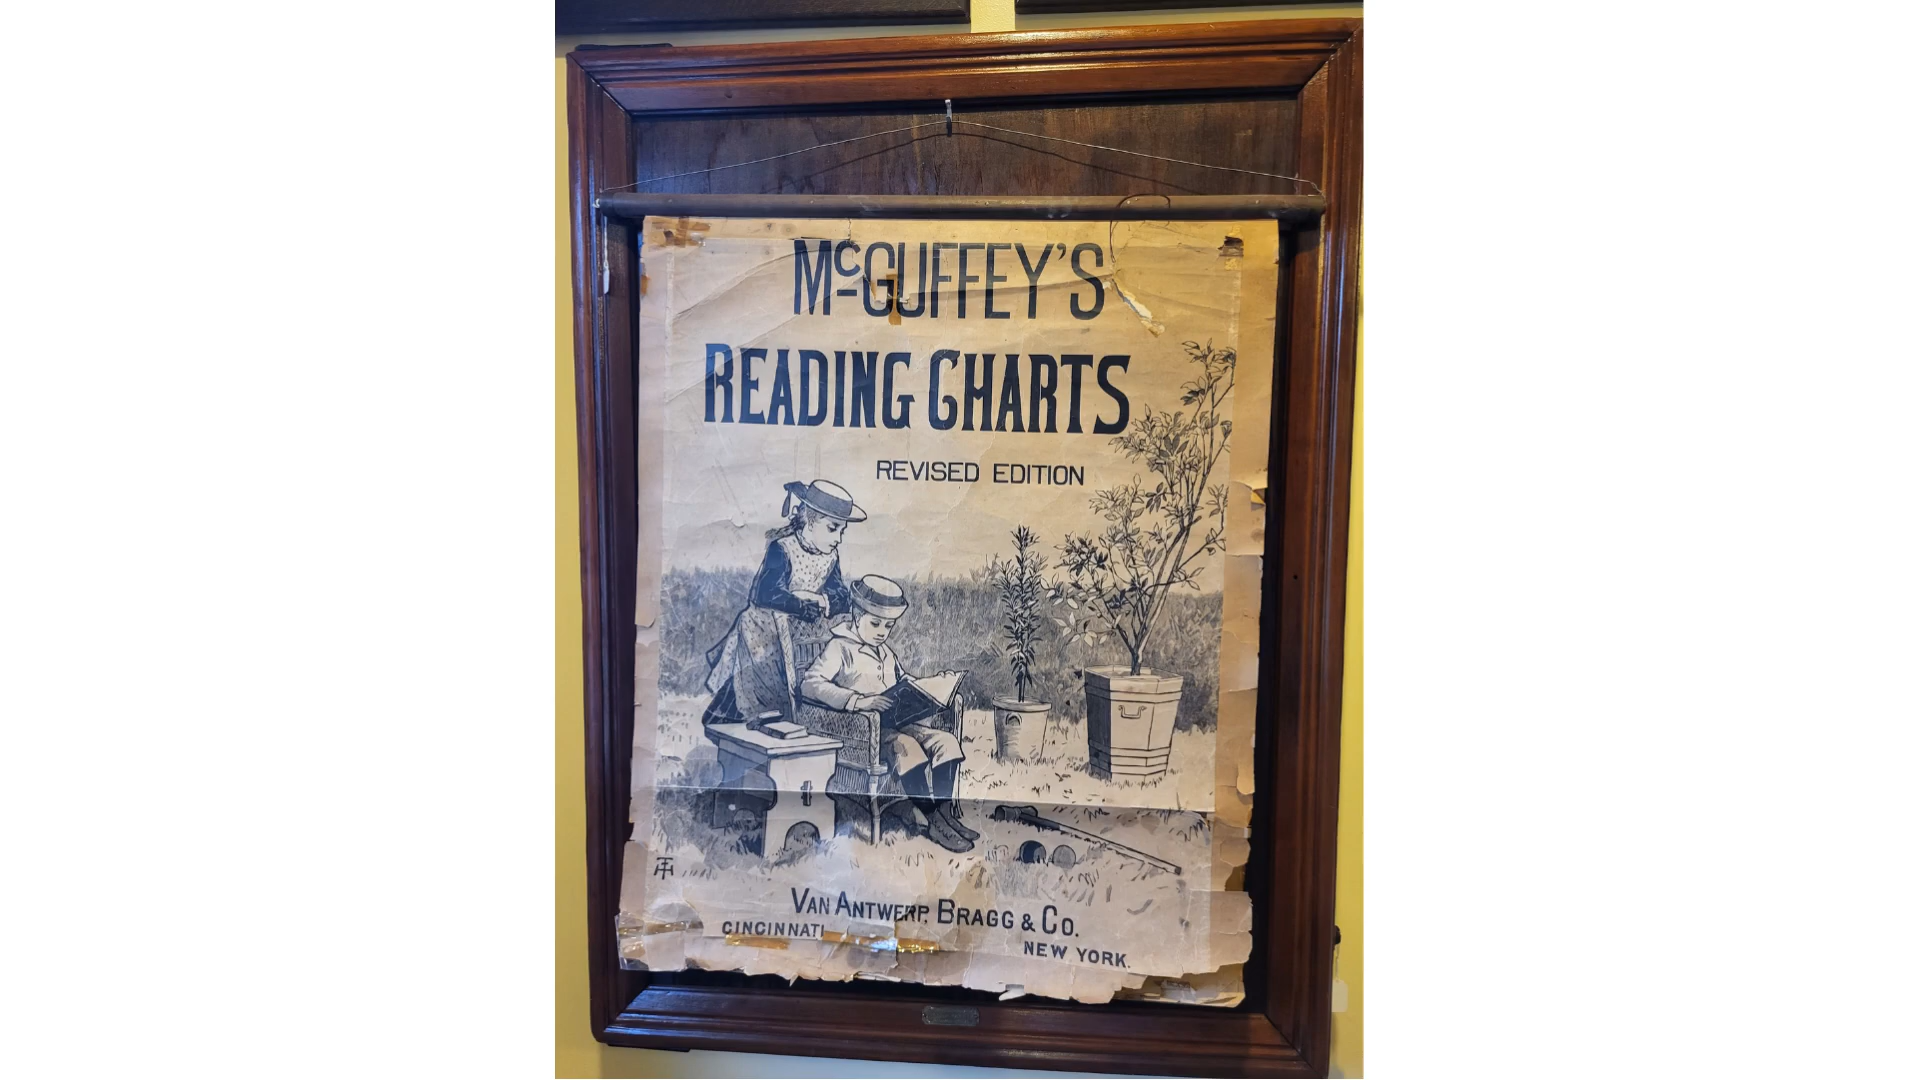 McGUFFEY'S
READING CHARTS
REVISED EDITION
VAN ANTWERP, BRAGG & CO.
CINCINNATI
NEW YORK.